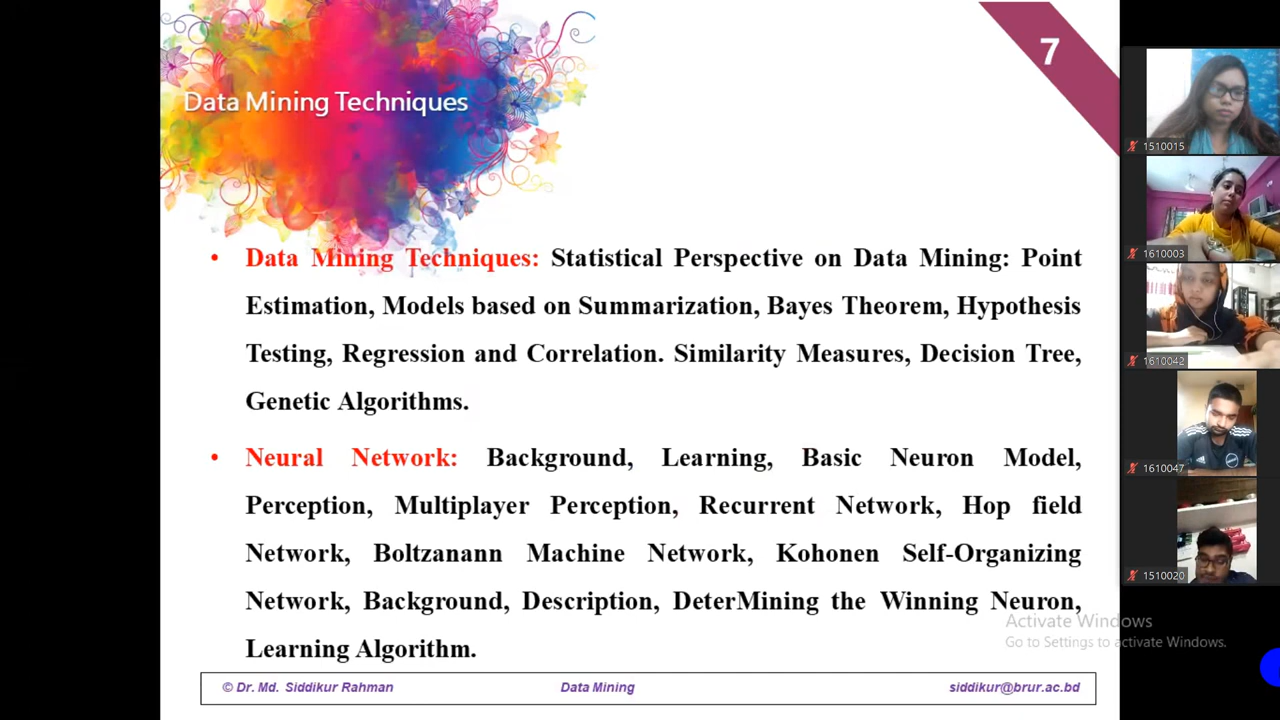 7
Data Mining Techniques
• Data Mining Techniques: Statistical Perspective on Data Mining: Point
Estimation, Models based on Summarization, Bayes Theorem, Hypothesis
Testing, Regression and Correlation. Similarity Measures, Decision Tree,
Genetic Algorithms.
• Neural Network: Background, Learning, Basic Neuron Model,
Perception, Multiplayer Perception, Recurrent Network, Hop field
Network, Boltzanann Machine Network, Kohonen Self-Organizing
Network, Background, Description, DeterMining the Winning Neuron,
Learning Algorithm.
© Dr. Md. Siddikur Rahman
Data Mining
siddikur@brur.ac.bd
1510015
1610003
1610042
1610047
1510020
Activate Windows
Go to Settings to activate Windows.